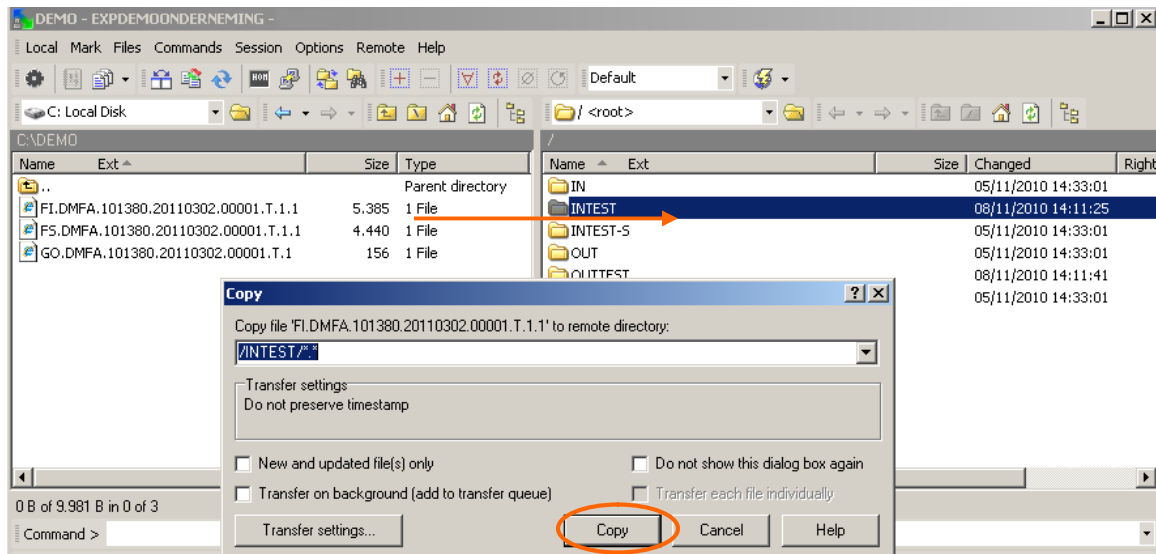 DEMO - EXPDEMOONDERNEMING -
Local Mark Files Commands Session Options Remote Help
Default
C: Local Disk
/ <root>
C:\DEMO
/
Name Ext Size Type
Name Ext Size Changed Right
.. Parent directory
IN 05/11/2010 14:33:01
FI.DMFA.101380.20110302.00001.T.1.1 5.385 1 File
INTEST 08/11/2010 14:11:25
FS.DMFA.101380.20110302.00001.T.1.1 4.440 1 File
INTEST-S 05/11/2010 14:33:01
GO.DMFA.101380.20110302.00001.T.1 156 1 File
OUT 05/11/2010 14:33:01
OUTTEST 08/11/2010 14:11:41
05/11/2010 14:33:01
Copy
Copy file 'FI.DMFA.101380.20110302.00001.T.1.1' to remote directory:
/INTEST/*.*
Transfer settings
Do not preserve timestamp
New and updated file(s) only
Do not show this dialog box again
Transfer on background (add to transfer queue)
Transfer each file individually
Transfer settings... Copy Cancel Help
0 B of 9.981 B in 0 of 3
Command >